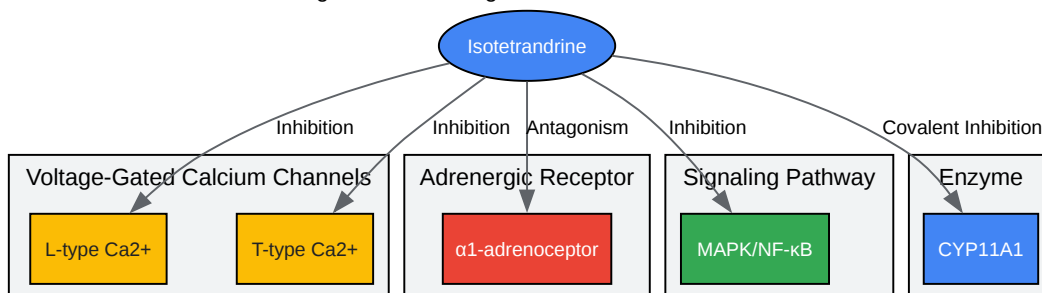 Isotetrandrine
Inhibition
Inhibition
Antagonism
Inhibition
Covalent Inhibition
Voltage-Gated Calcium Channels
Adrenergic Receptor
Signaling Pathway
Enzyme
L-type Ca2+
T-type Ca2+
α1-adrenoceptor
MAPK/NF-κB
CYP11A1